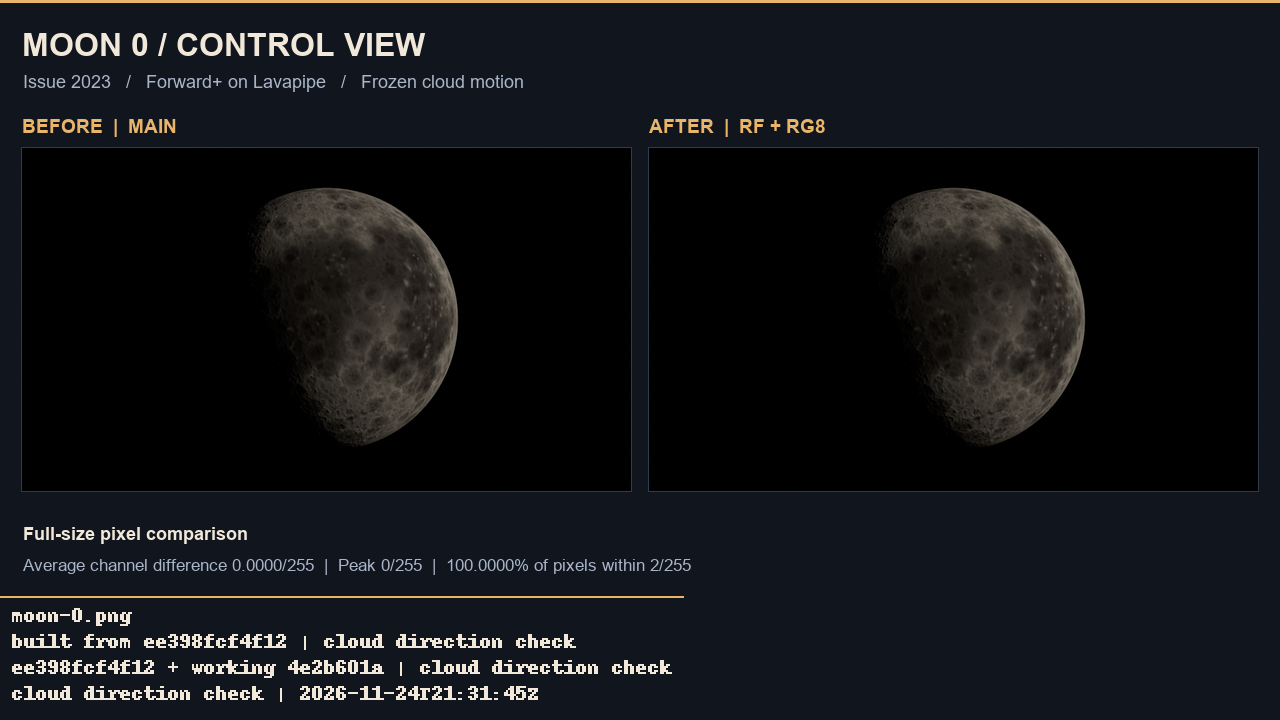 MOON 0 / CONTROL VIEW
Issue 2023 / Forward+ on Lavapipe / Frozen cloud motion
BEFORE | MAIN
AFTER | RF + RG8
Full-size pixel comparison
Average channel difference 0.0000/255 | Peak 0/255 | 100.0000% of pixels within 2/255
moon-0.png
built from ee398fcf4f12 | cloud direction check
ee398fcf4f12 + working 4e2b601a | cloud direction check
cloud direction check | 2026-11-24T21:31:45Z